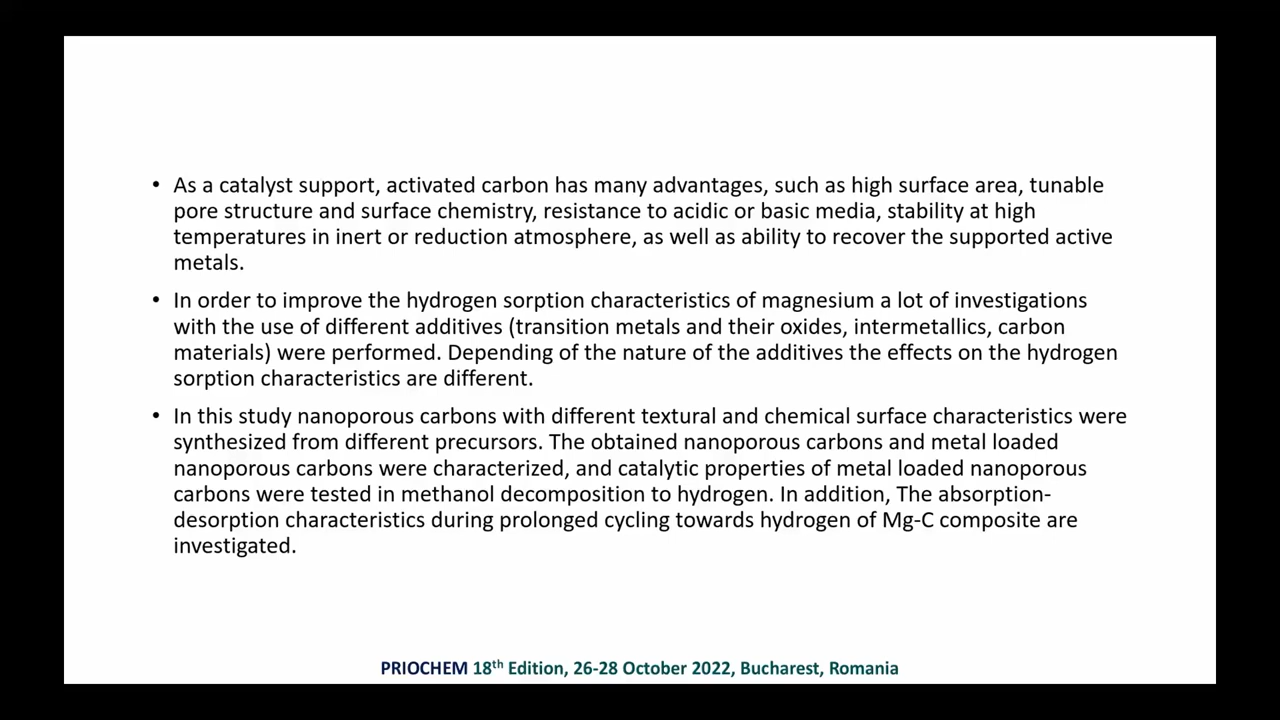 • As a catalyst support, activated carbon has many advantages, such as high surface area, tunable
pore structure and surface chemistry, resistance to acidic or basic media, stability at high
temperatures in inert or reduction atmosphere, as well as ability to recover the supported active
metals.
• In order to improve the hydrogen sorption characteristics of magnesium a lot of investigations
with the use of different additives (transition metals and their oxides, intermetallics, carbon
materials) were performed. Depending of the nature of the additives the effects on the hydrogen
sorption characteristics are different.
• In this study nanoporous carbons with different textural and chemical surface characteristics were
synthesized from different precursors. The obtained nanoporous carbons and metal loaded
nanoporous carbons were characterized, and catalytic properties of metal loaded nanoporous
carbons were tested in methanol decomposition to hydrogen. In addition, The absorption-
desorption characteristics during prolonged cycling towards hydrogen of Mg-C composite are
investigated.
PRIOCHEM 18th Edition, 26-28 October 2022, Bucharest, Romania